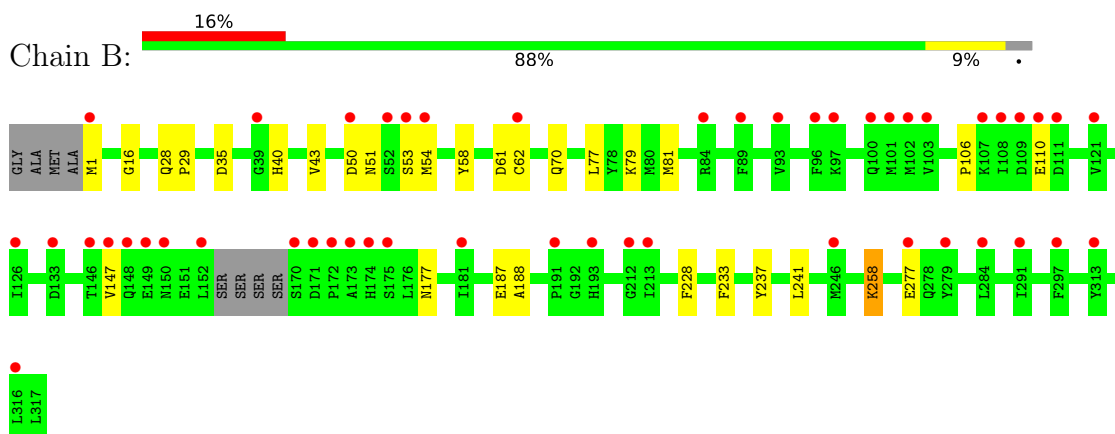 16%
Chain B:
88% 9% •
GLY ALA MET ALA M1 G16 Q28 P29 D35 G39 H40 V43 D50 N51 S52 S53 M54 Y58 D61 C62 Q70 L77 Y78 K79 M80 M81 R84 F89 V93 F96 K97 Q100 M101 M102 V103 P106 K107 I108 D109 E110 D111 V121
I126 D133 T146 V147 Q148 E149 N150 E151 L152 SER SER SER SER S170 D171 P172 A173 H174 S175 L176 N177 I181 E187 A188 P191 G192 H193 G212 I213 F228 F233 Y237 L241 M246 K258 E277 Q278 Y279 L284 I291 F297 Y313
L316 L317